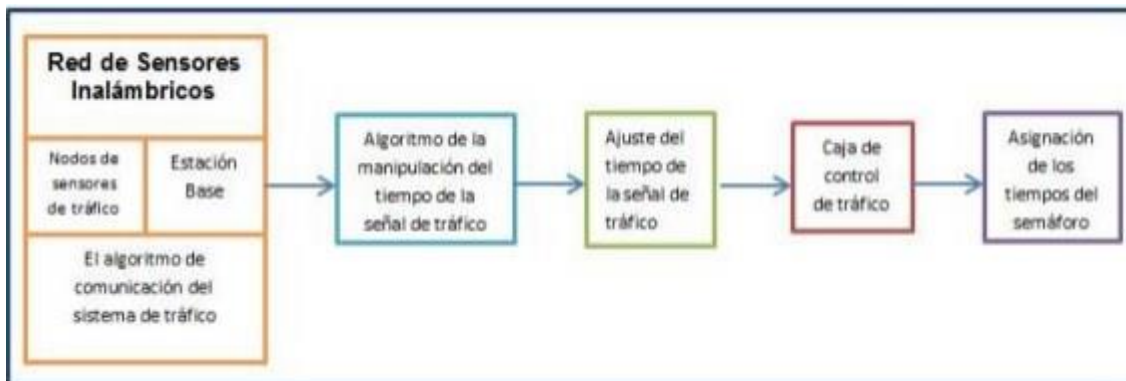 Red de Sensores
Inalámbricos
Nodos de
sensores
de tráfico
Estación
Base
El algoritmo de
comunicación del
sistema de tráfico
Algoritmo de la
manipulación del
tiempo de la
señal de tráfico
Ajuste del
tiempo de
la señal de
tráfico
Caja de
control
de tráfico
Asignación
de los
tiempos del
semáforo